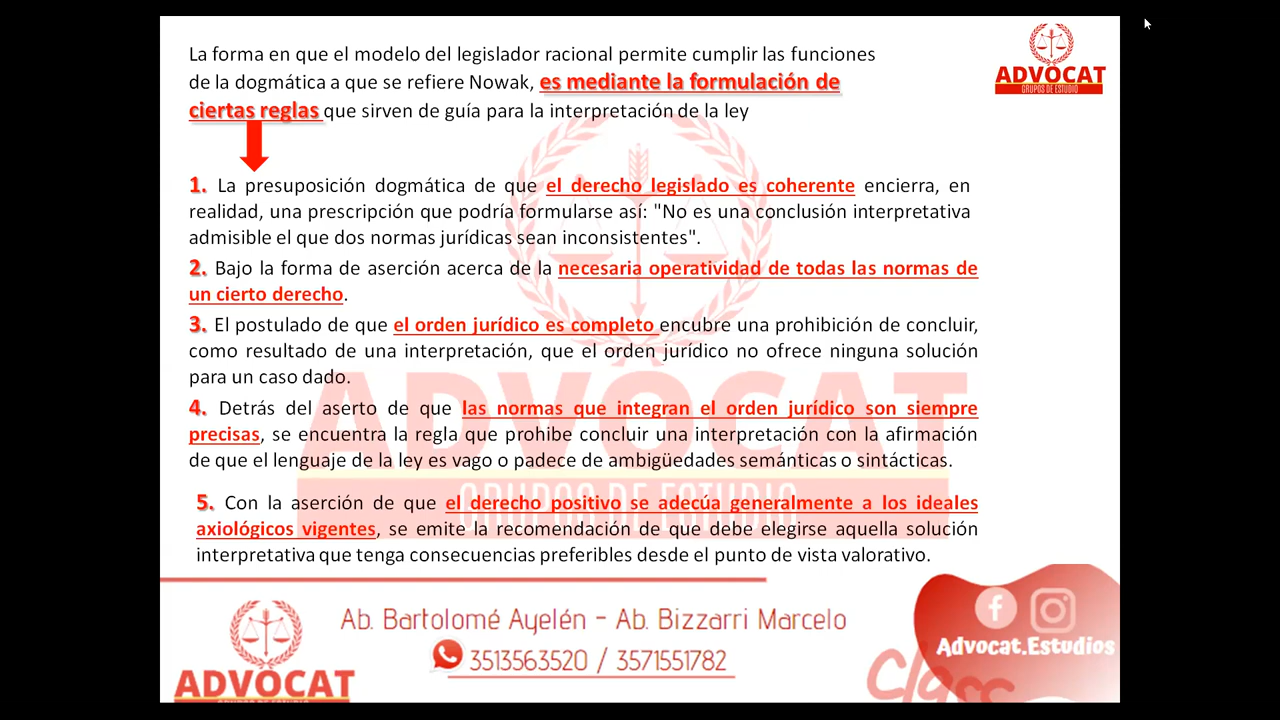 La forma en que el modelo del legislador racional permite cumplir las funciones
de la dogmática a que se refiere Nowak, es mediante la formulación de
ciertas reglas que sirven de guía para la interpretación de la ley
ADVOCAT
GRUPOS DE ESTUDIO
1. La presuposición dogmática de que el derecho legislado es coherente encierra, en
realidad, una prescripción que podría formularse así: "No es una conclusión interpretativa
admisible el que dos normas jurídicas sean inconsistentes".
2. Bajo la forma de aserción acerca de la necesaria operatividad de todas las normas de
un cierto derecho.
3. El postulado de que el orden jurídico es completo encubre una prohibición de concluir,
como resultado de una interpretación, que el orden jurídico no ofrece ninguna solución
para un caso dado.
4. Detrás del aserto de que las normas que integran el orden jurídico son siempre
precisas, se encuentra la regla que prohibe concluir una interpretación con la afirmación
de que el lenguaje de la ley es vago o padece de ambigüedades semánticas o sintácticas.
5. Con la aserción de que el derecho positivo se adecúa generalmente a los ideales
axiológicos vigentes, se emite la recomendación de que debe elegirse aquella solución
interpretativa que tenga consecuencias preferibles desde el punto de vista valorativo.
ADVOCAT
GRUPOS DE ESTUDIO
Ab. Bartolomé Ayelén - Ab. Bizzarri Marcelo
3513563520 / 3571551782
ADVOCAT
Advocat.Estudios
Class